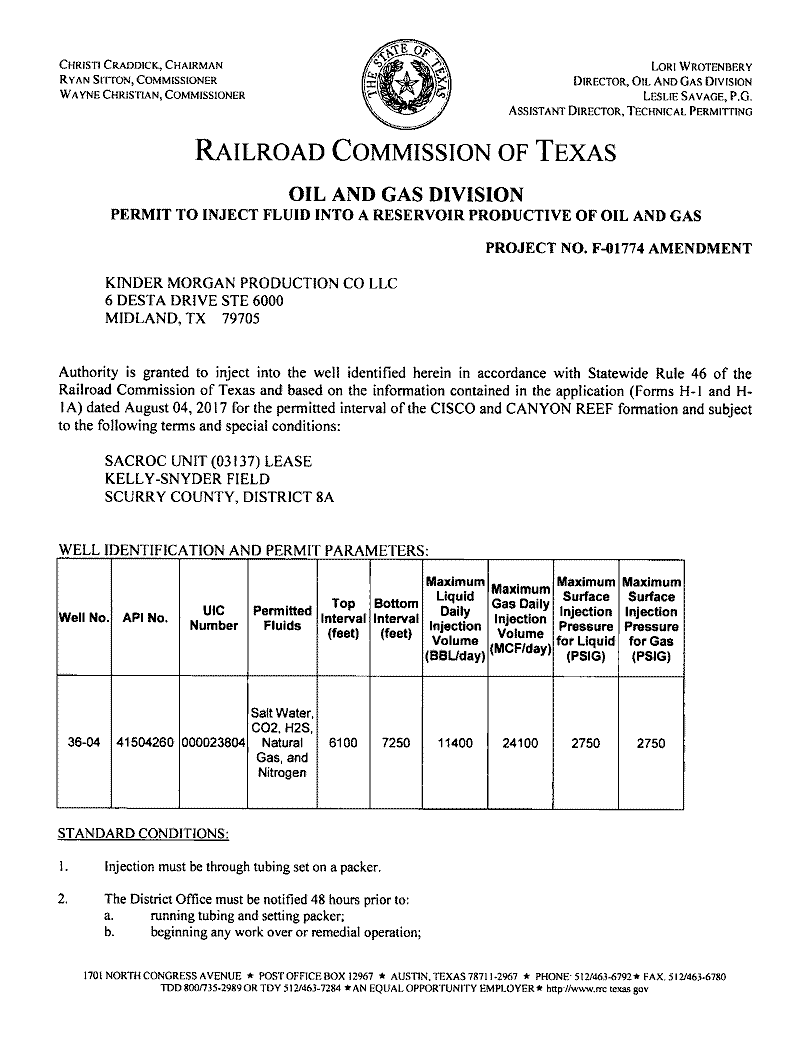 CHRISTI CRADDICK, CHAIRMAN
RYAN SITTON, COMMISSIONER
WAYNE CHRISTIAN, COMMISSIONER
THE STATE OF TEXAS
LORI WROTENBERY
DIRECTOR, OIL AND GAS DIVISION
LESLIE SAVAGE, P.G.
ASSISTANT DIRECTOR, TECHNICAL PERMITTING
RAILROAD COMMISSION OF TEXAS
OIL AND GAS DIVISION
PERMIT TO INJECT FLUID INTO A RESERVOIR PRODUCTIVE OF OIL AND GAS
PROJECT NO. F-01774 AMENDMENT
KINDER MORGAN PRODUCTION CO LLC
6 DESTA DRIVE STE 6000
MIDLAND, TX 79705
Authority is granted to inject into the well identified herein in accordance with Statewide Rule 46 of the
Railroad Commission of Texas and based on the information contained in the application (Forms H-1 and H-
1A) dated August 04, 2017 for the permitted interval of the CISCO and CANYON REEF formation and subject
to the following terms and special conditions:
SACROC UNIT (03137) LEASE
KELLY-SNYDER FIELD
SCURRY COUNTY, DISTRICT 8A
WELL IDENTIFICATION AND PERMIT PARAMETERS:
Well No.
API No.
UIC
Number
Permitted
Fluids
Top
Interval
(feet)
Bottom
Interval
(feet)
Maximum
Liquid
Daily
Injection
Volume
(BBL/day)
Maximum
Gas Daily
Injection
Volume
(MCF/day)
Maximum
Surface
Injection
Pressure
for Liquid
(PSIG)
Maximum
Surface
Injection
Pressure
for Gas
(PSIG)
36-04
41504260
000023804
Salt Water,
CO2, H2S,
Natural
Gas, and
Nitrogen
6100
7250
11400
24100
2750
2750
STANDARD CONDITIONS:
1. Injection must be through tubing set on a packer.
2. The District Office must be notified 48 hours prior to:
a. running tubing and setting packer;
b. beginning any work over or remedial operation;
1701 NORTH CONGRESS AVENUE ★ POST OFFICE BOX 12967 ★ AUSTIN, TEXAS 78711-2967 ★ PHONE: 512/463-6792 ★ FAX. 512/463-6780
TDD 800/735-2989 OR TDY 512/463-7284 ★ AN EQUAL OPPORTUNITY EMPLOYER ★ http://www.rrc texas gov